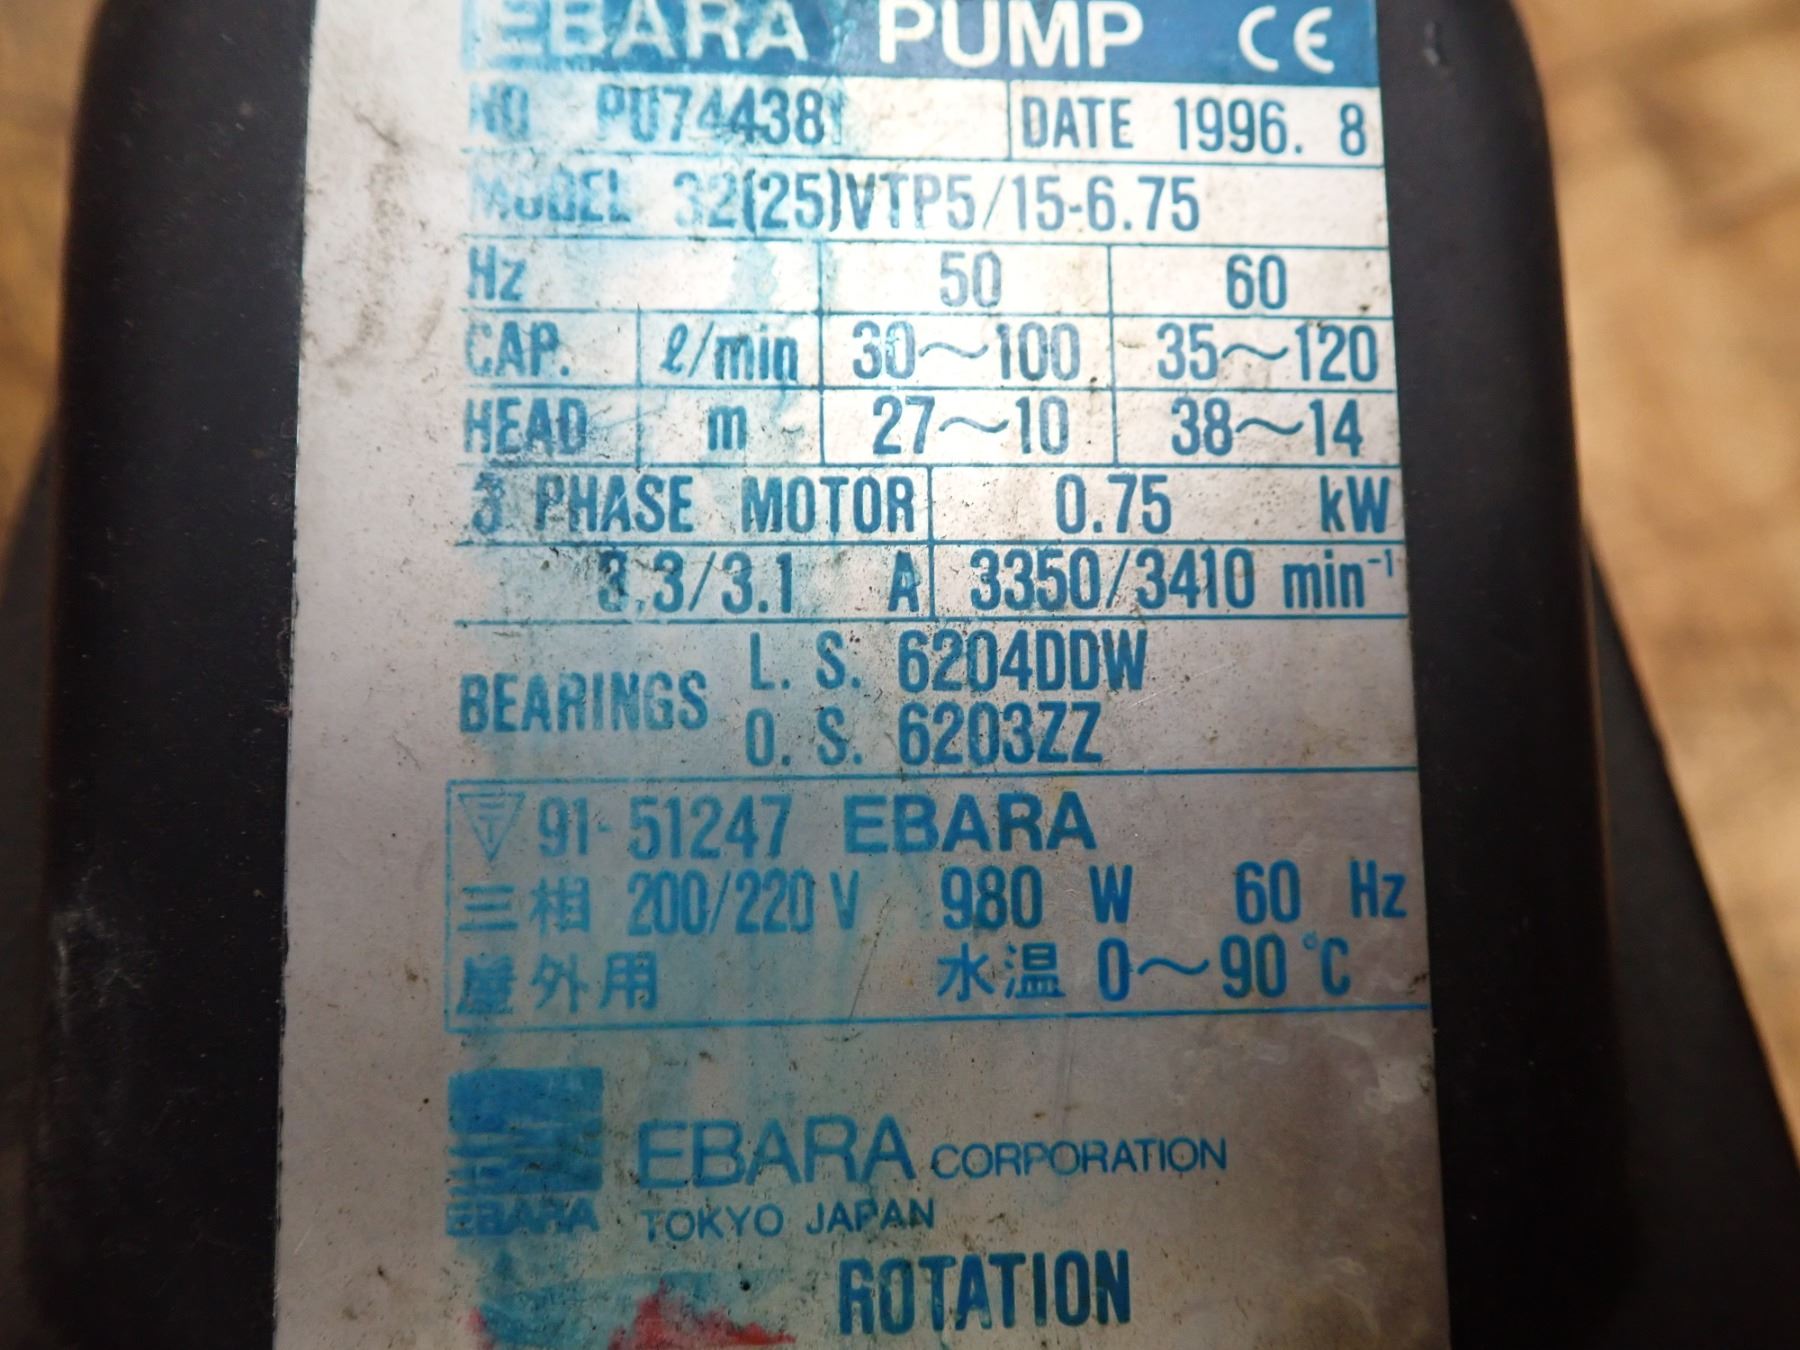 EBARA PUMP CE
NO. PU744381 DATE 1996. 8
MODEL 32(25)VTP5/15-6.75
Hz 50 60
CAP. ℓ/min 30～100 35～120
HEAD m 27～10 38～14
3 PHASE MOTOR 0.75 kW
3.3/3.1 A 3350/3410 min⁻¹
BEARINGS L. S. 6204DDW
O. S. 6203ZZ
91-51247 EBARA
三相 200/220 V 980 W 60 Hz
屋外用 水温 0～90 °C
EBARA CORPORATION
EBARA TOKYO JAPAN
ROTATION